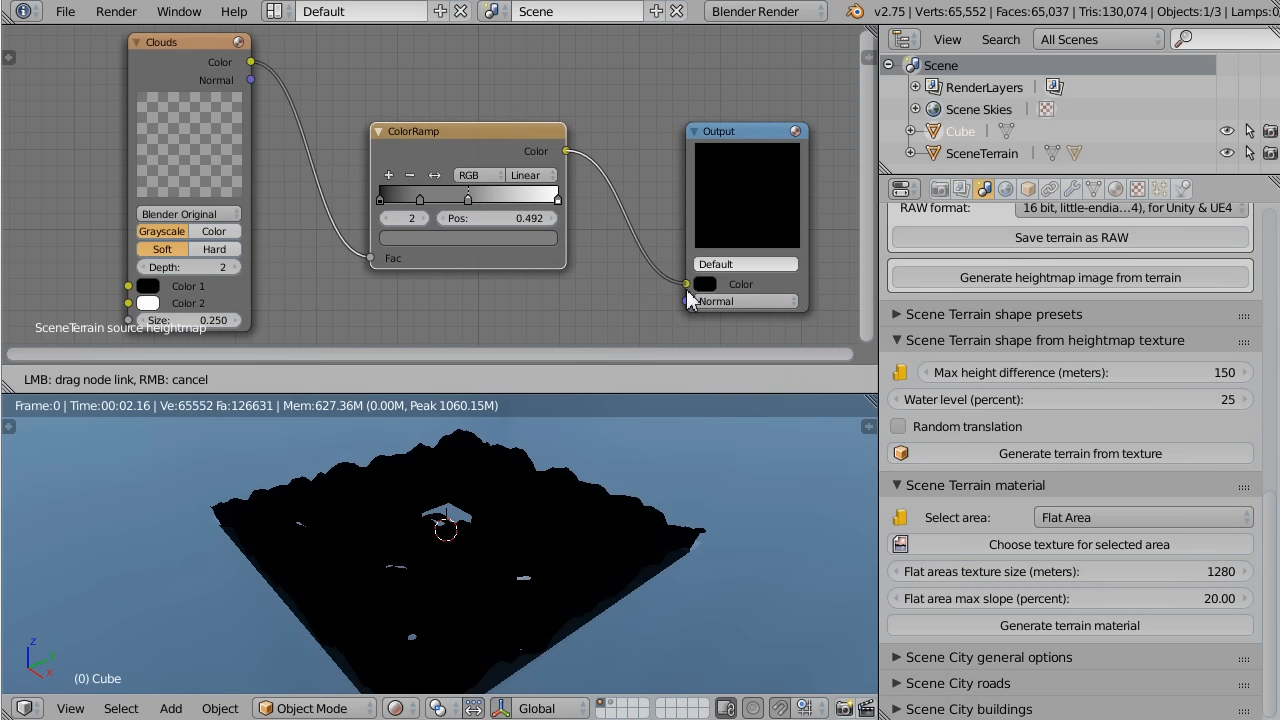 File Render Window Help Default Scene Blender Render v2.75 | Verts:65,552 | Faces:65,037 | Tris:130,074 | Objects:1/3 | Lamps:0
View Search All Scenes
Scene
RenderLayers
Scene Skies
Cube
SceneTerrain
Clouds
Color
Normal
Blender Original
Grayscale Color
Soft Hard
Depth: 2
Color 1
Color 2
Size: 0.250
SceneTerrain source heightmap
ColorRamp
Color
RGB Linear
2 Pos: 0.492
Fac
Output
Default
Color
Normal
LMB: drag node link, RMB: cancel
Frame:0 | Time:00:02.16 | Ve:65552 Fa:126631 | Mem:627.36M (0.00M, Peak 1060.15M)
z
y
x
(0) Cube
View Select Add Object Object Mode Global
RAW format: 16 bit, little-endia...4), for Unity & UE4
Save terrain as RAW
Generate heightmap image from terrain
Scene Terrain shape presets
Scene Terrain shape from heightmap texture
Max height difference (meters): 150
Water level (percent): 25
Random translation
Generate terrain from texture
Scene Terrain material
Select area: Flat Area
Choose texture for selected area
Flat areas texture size (meters): 1280
Flat area max slope (percent): 20.00
Generate terrain material
Scene City general options
Scene City roads
Scene City buildings